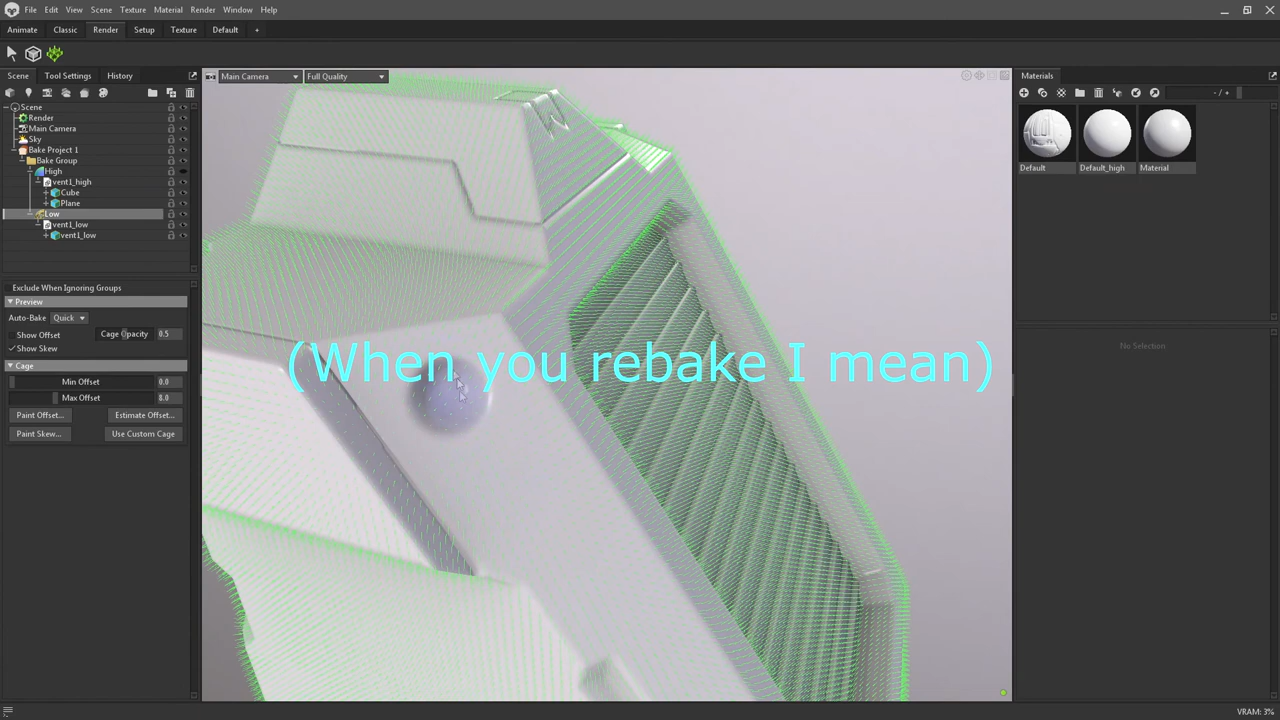 File Edit View Scene Texture Material Render Window Help
Animate Classic Render Setup Texture Default +
Scene Tool Settings History
Main Camera Full Quality
Materials
- / +
Scene
Render
Main Camera
Sky
Bake Project 1
Bake Group
High
vent1_high
Cube
Plane
Low
vent1_low
vent1_low
Default Default_high Material
Exclude When Ignoring Groups
Preview
Auto-Bake Quick
Show Offset Cage Opacity 0.5
Show Skew
Cage
Min Offset 0.0
Max Offset 8.0
Paint Offset... Estimate Offset...
Paint Skew... Use Custom Cage
(When you rebake I mean)
No Selection
VRAM: 3%